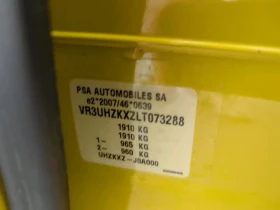 PSA AUTOMOBILES SA
e2*2007/46*0639
VR3UHZKXZLT073288
1910 KG
1910 KG
1- 965 KG
2- 960 KG
UHZKXZ-J0A000